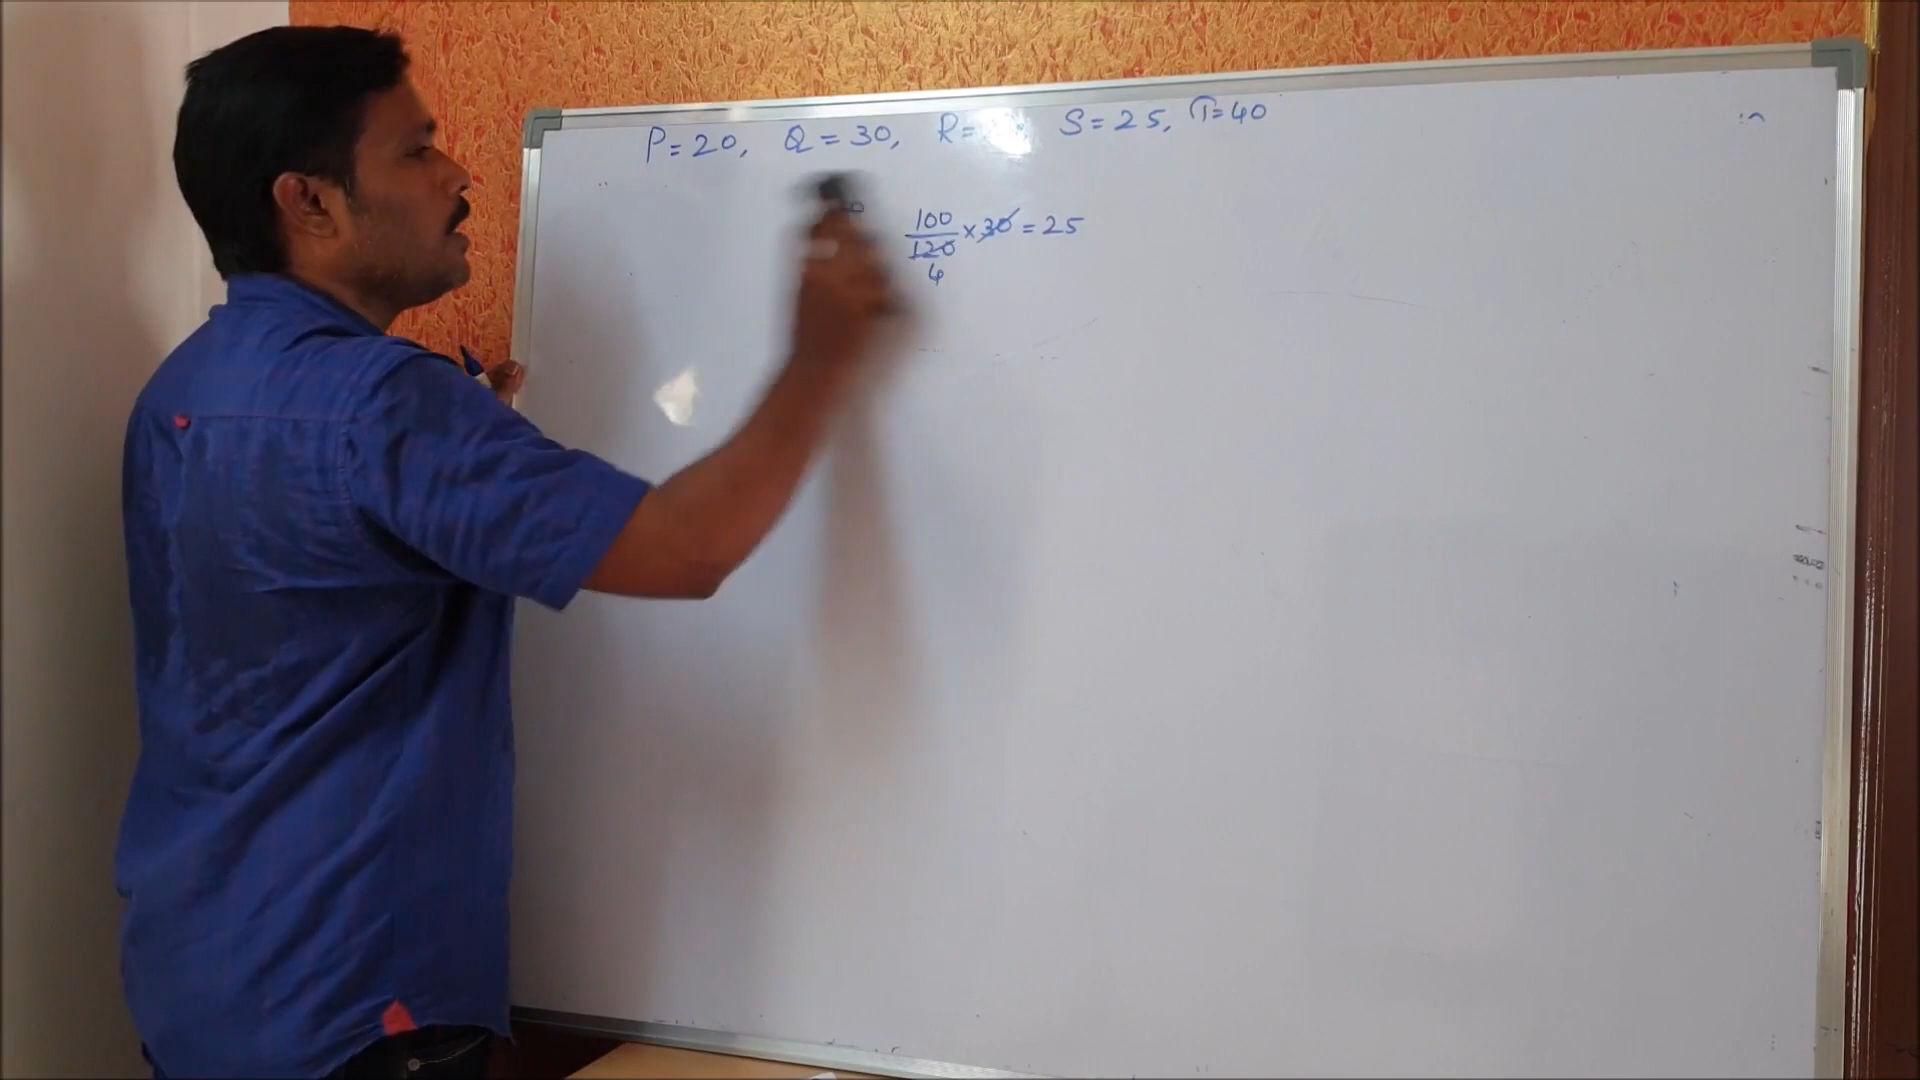 P = 20, Q = 30, R = S = 25, T = 40
100/120 × 30 = 25
4